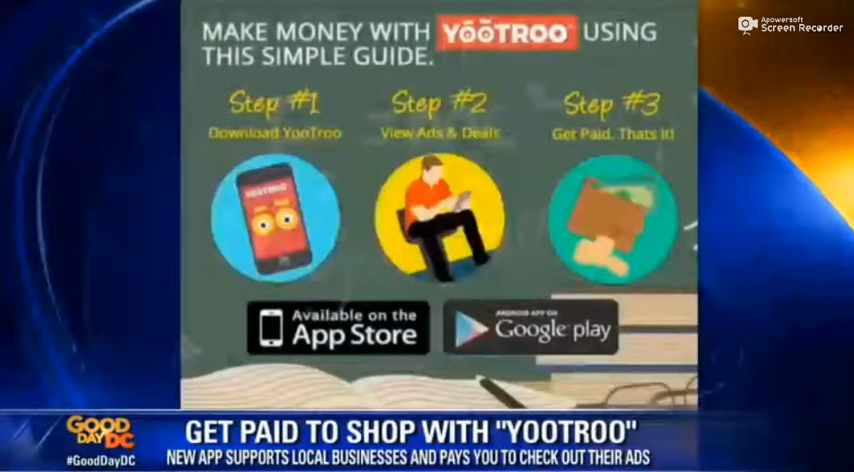 Apowersoft
Screen Recorder
MAKE MONEY WITH YOOTROO USING
THIS SIMPLE GUIDE.
Step #1
Step #2
Step #3
Download YooTroo
View Ads & Deals
Get Paid. Thats It!
YOOTROO
Available on the
App Store
ANDROID APP ON
Google play
GOOD
DAY DC
#GoodDayDC
GET PAID TO SHOP WITH "YOOTROO"
NEW APP SUPPORTS LOCAL BUSINESSES AND PAYS YOU TO CHECK OUT THEIR ADS